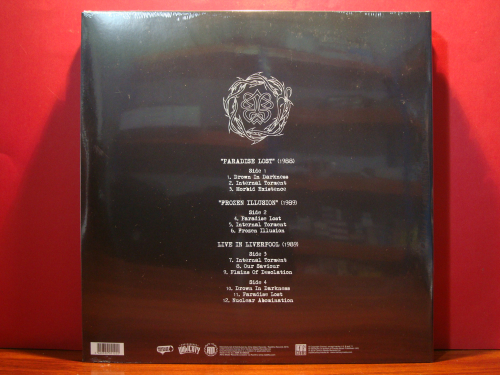 "PARADISE LOST" (1988)
Side 1
1. Drown In Darkness
2. Internal Torment
3. Morbid Existence
"FROZEN ILLUSION" (1989)
Side 2
4. Paradise Lost
5. Internal Torment
6. Frozen Illusion
LIVE IN LIVERPOOL (1989)
Side 3
7. Internal Torment
8. Our Saviour
9. Plains Of Desolation
Side 4
10. Drown In Darkness
11. Paradise Lost
12. Nuclear Abomination